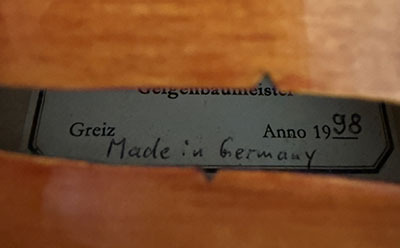 Geigenbaumeister
Greiz Anno 1998
Made in Germany